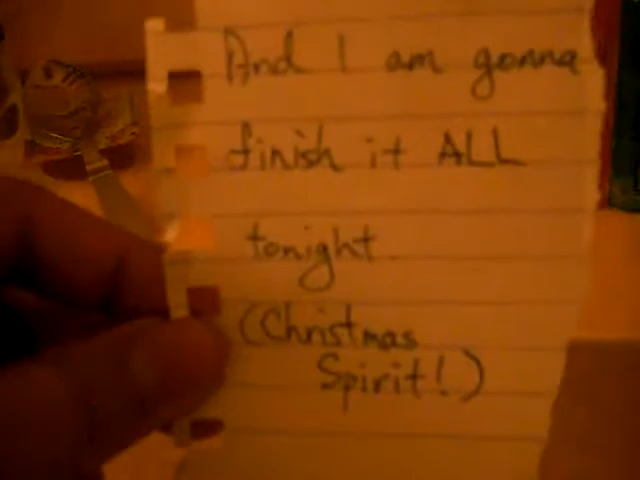 And I am gonna
finish it ALL
tonight.
(Christmas
Spirit!)